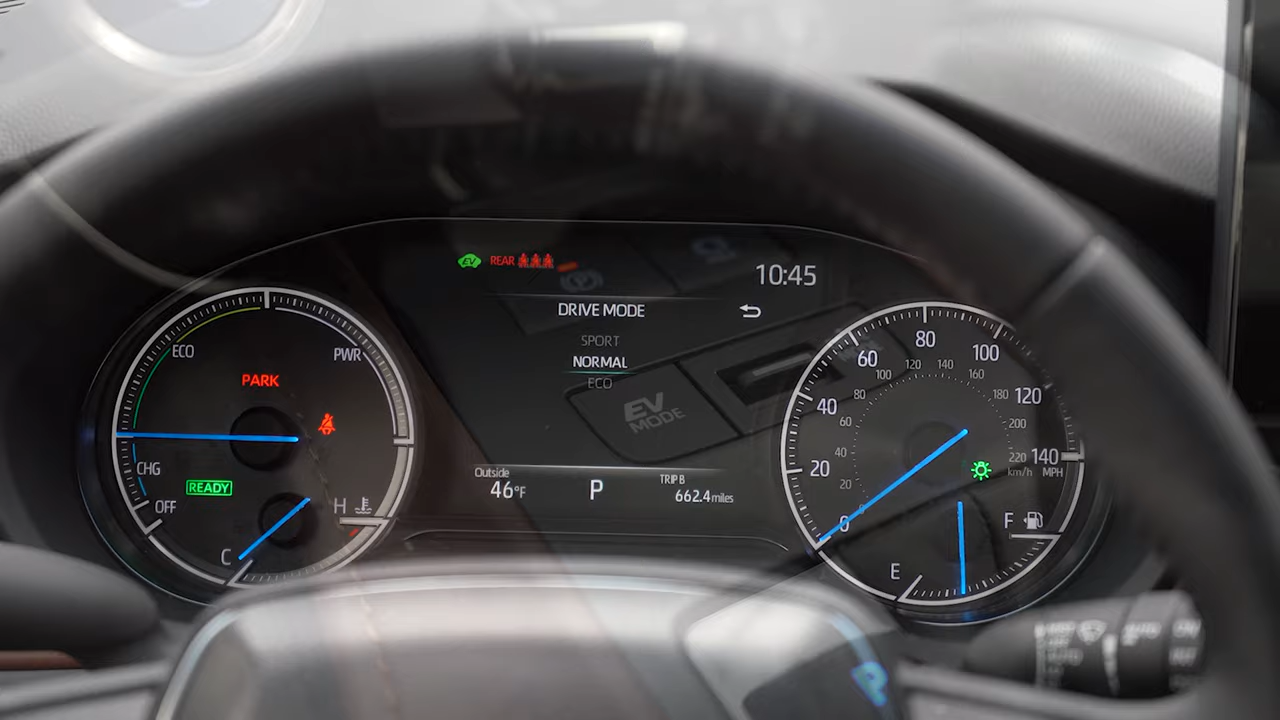 EV REAR
10:45
DRIVE MODE
SPORT
NORMAL
ECO
EV
MODE
Outside
46°F
P
TRIP B
662.4 miles
ECO
PWR
PARK
CHG
OFF
READY
H
C
0
20
40
60
80
100
120
140
MPH
20
40
60
80
100
120
140
160
180
200
220
km/h
E
F
P
AUTO
ON